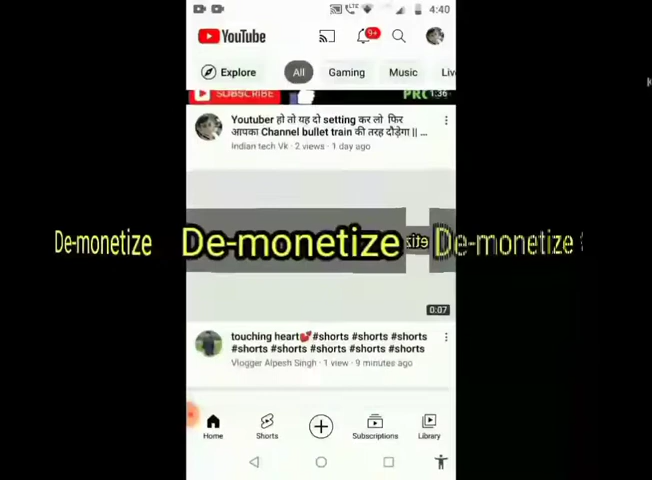 LTE 4:40
YouTube 9+
Explore All Gaming Music Liv
SUBSCRIBE 1:36
Youtuber हो तो यह दो setting कर लो फिर
आपका Channel bullet train की तरह दौड़ेगा || ...
Indian tech Vk · 2 views · 1 day ago
De-monetize De-monetize De-monetize
0:07
touching heart💕#shorts #shorts #shorts
#shorts #shorts #shorts #shorts #shorts
Vlogger Alpesh Singh · 1 view · 9 minutes ago
Home Shorts Subscriptions Library